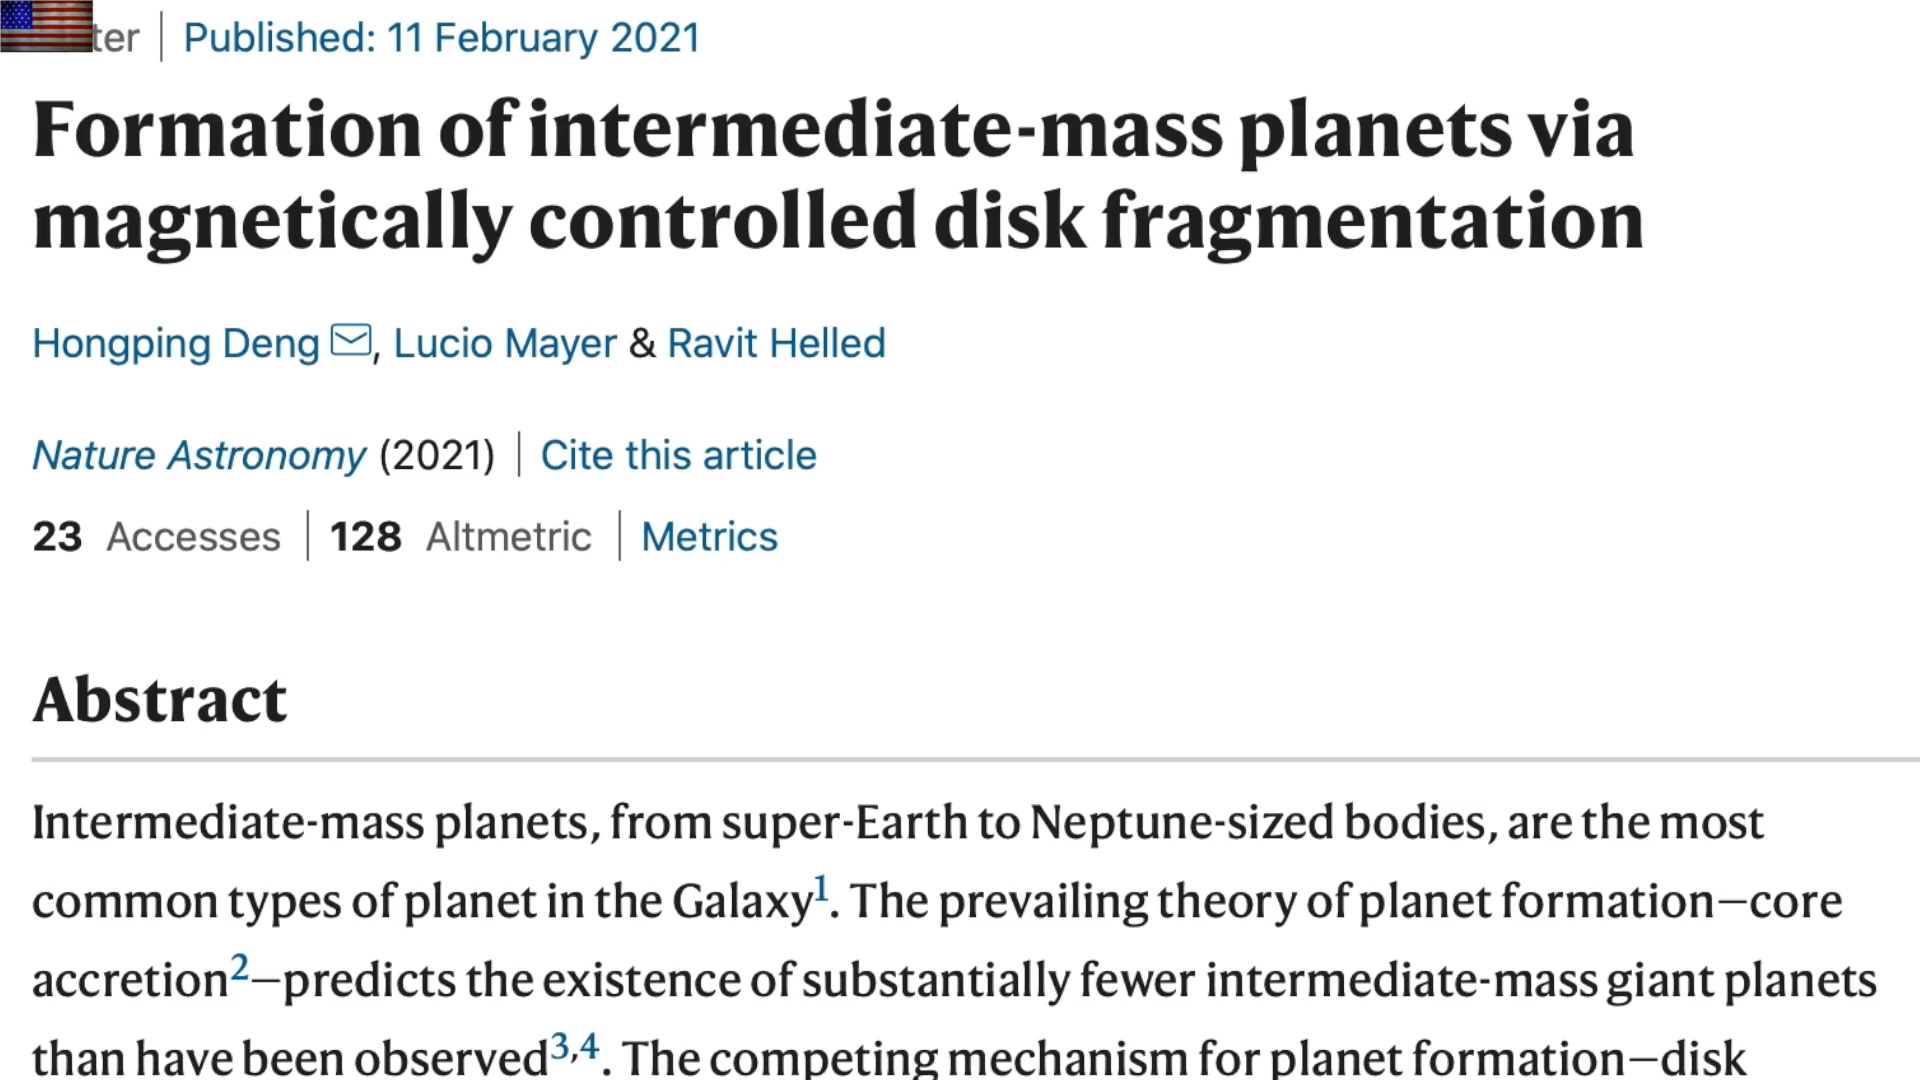 ter | Published: 11 February 2021
Formation of intermediate-mass planets via
magnetically controlled disk fragmentation
Hongping Deng, Lucio Mayer & Ravit Helled
Nature Astronomy (2021) | Cite this article
23 Accesses | 128 Altmetric | Metrics
Abstract
Intermediate-mass planets, from super-Earth to Neptune-sized bodies, are the most
common types of planet in the Galaxy1. The prevailing theory of planet formation—core
accretion2—predicts the existence of substantially fewer intermediate-mass giant planets
than have been observed3,4. The competing mechanism for planet formation—disk